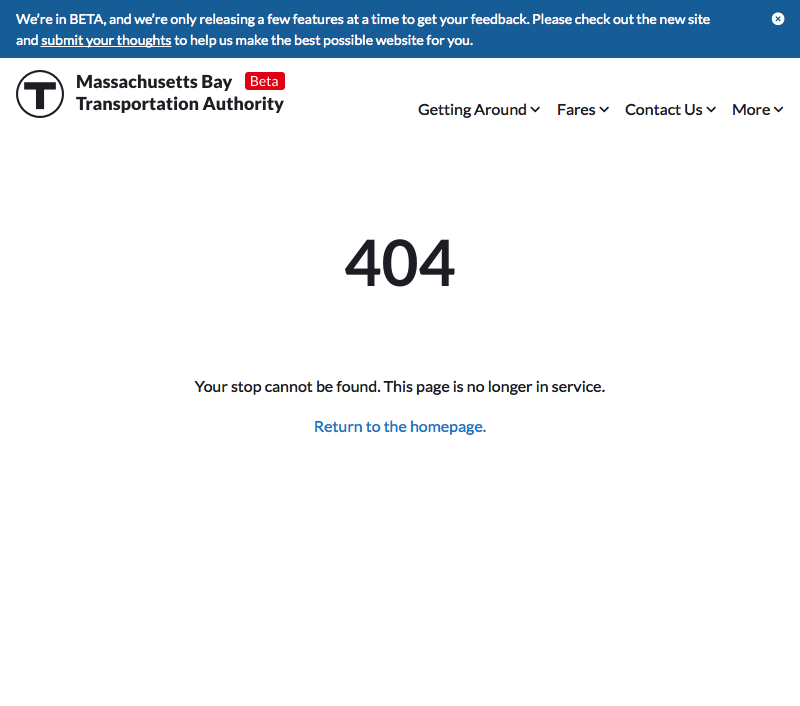 We're in BETA, and we're only releasing a few features at a time to get your feedback. Please check out the new site
and submit your thoughts to help us make the best possible website for you.
T
Massachusetts Bay Beta
Transportation Authority
Getting Around Fares Contact Us More
404
Your stop cannot be found. This page is no longer in service.
Return to the homepage.